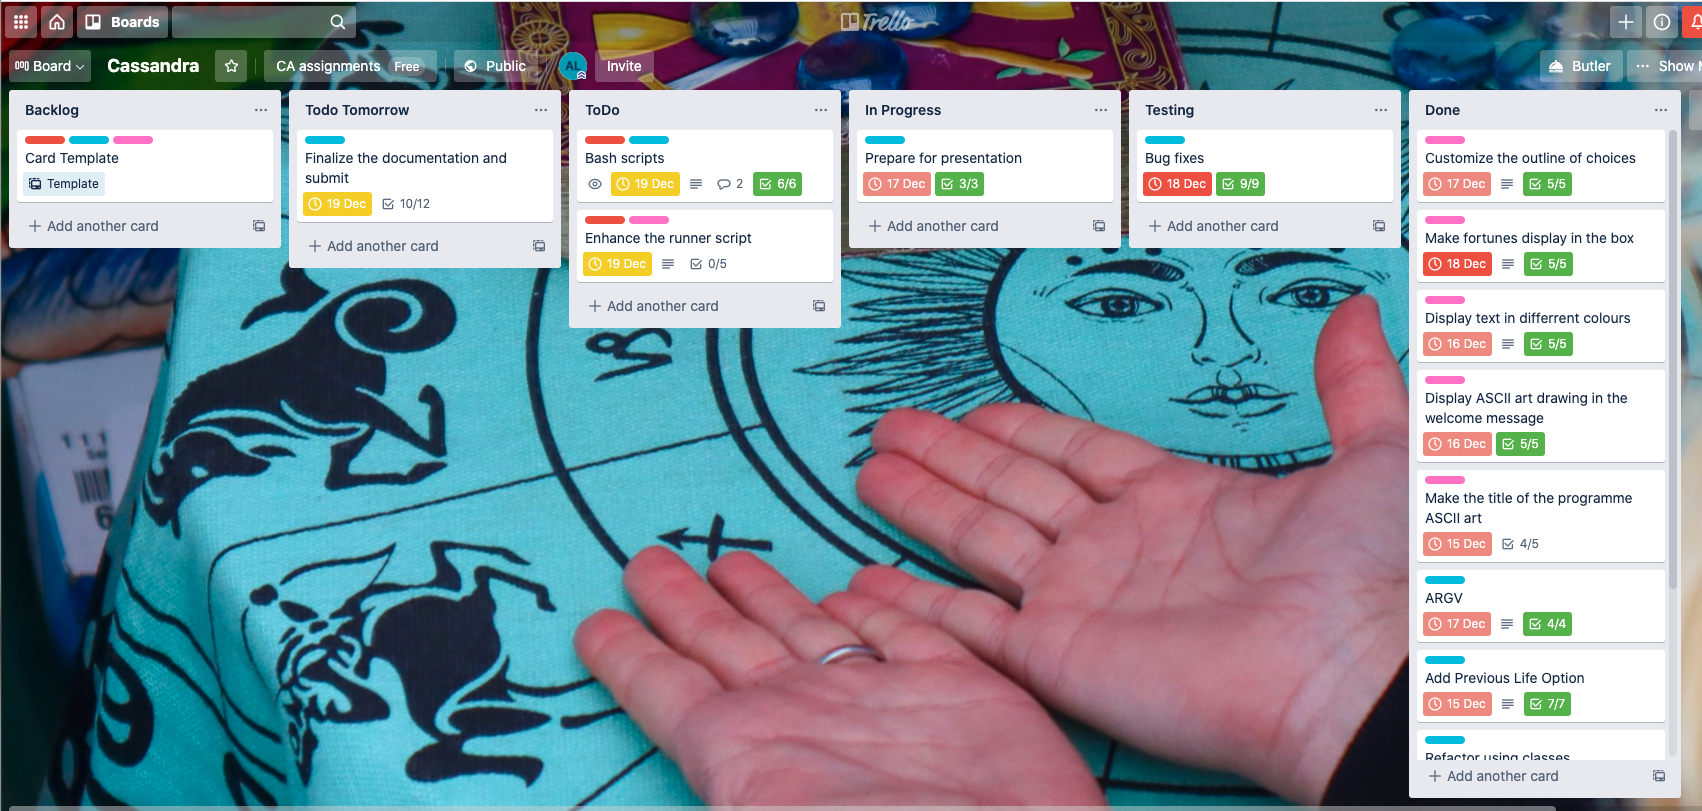 Boards
Trello
Board
Cassandra
CA assignments Free
Public
AL
Invite
Butler
Show
Backlog
Card Template
Template
Add another card
Todo Tomorrow
Finalize the documentation and
submit
19 Dec 10/12
Add another card
ToDo
Bash scripts
19 Dec 2 6/6
Enhance the runner script
19 Dec 0/5
Add another card
In Progress
Prepare for presentation
17 Dec 3/3
Add another card
Testing
Bug fixes
18 Dec 9/9
Add another card
Done
Customize the outline of choices
17 Dec 5/5
Make fortunes display in the box
18 Dec 5/5
Display text in differrent colours
16 Dec 5/5
Display ASCII art drawing in the
welcome message
16 Dec 5/5
Make the title of the programme
ASCII art
15 Dec 4/5
ARGV
17 Dec 4/4
Add Previous Life Option
15 Dec 7/7
Refactor using classes
Add another card